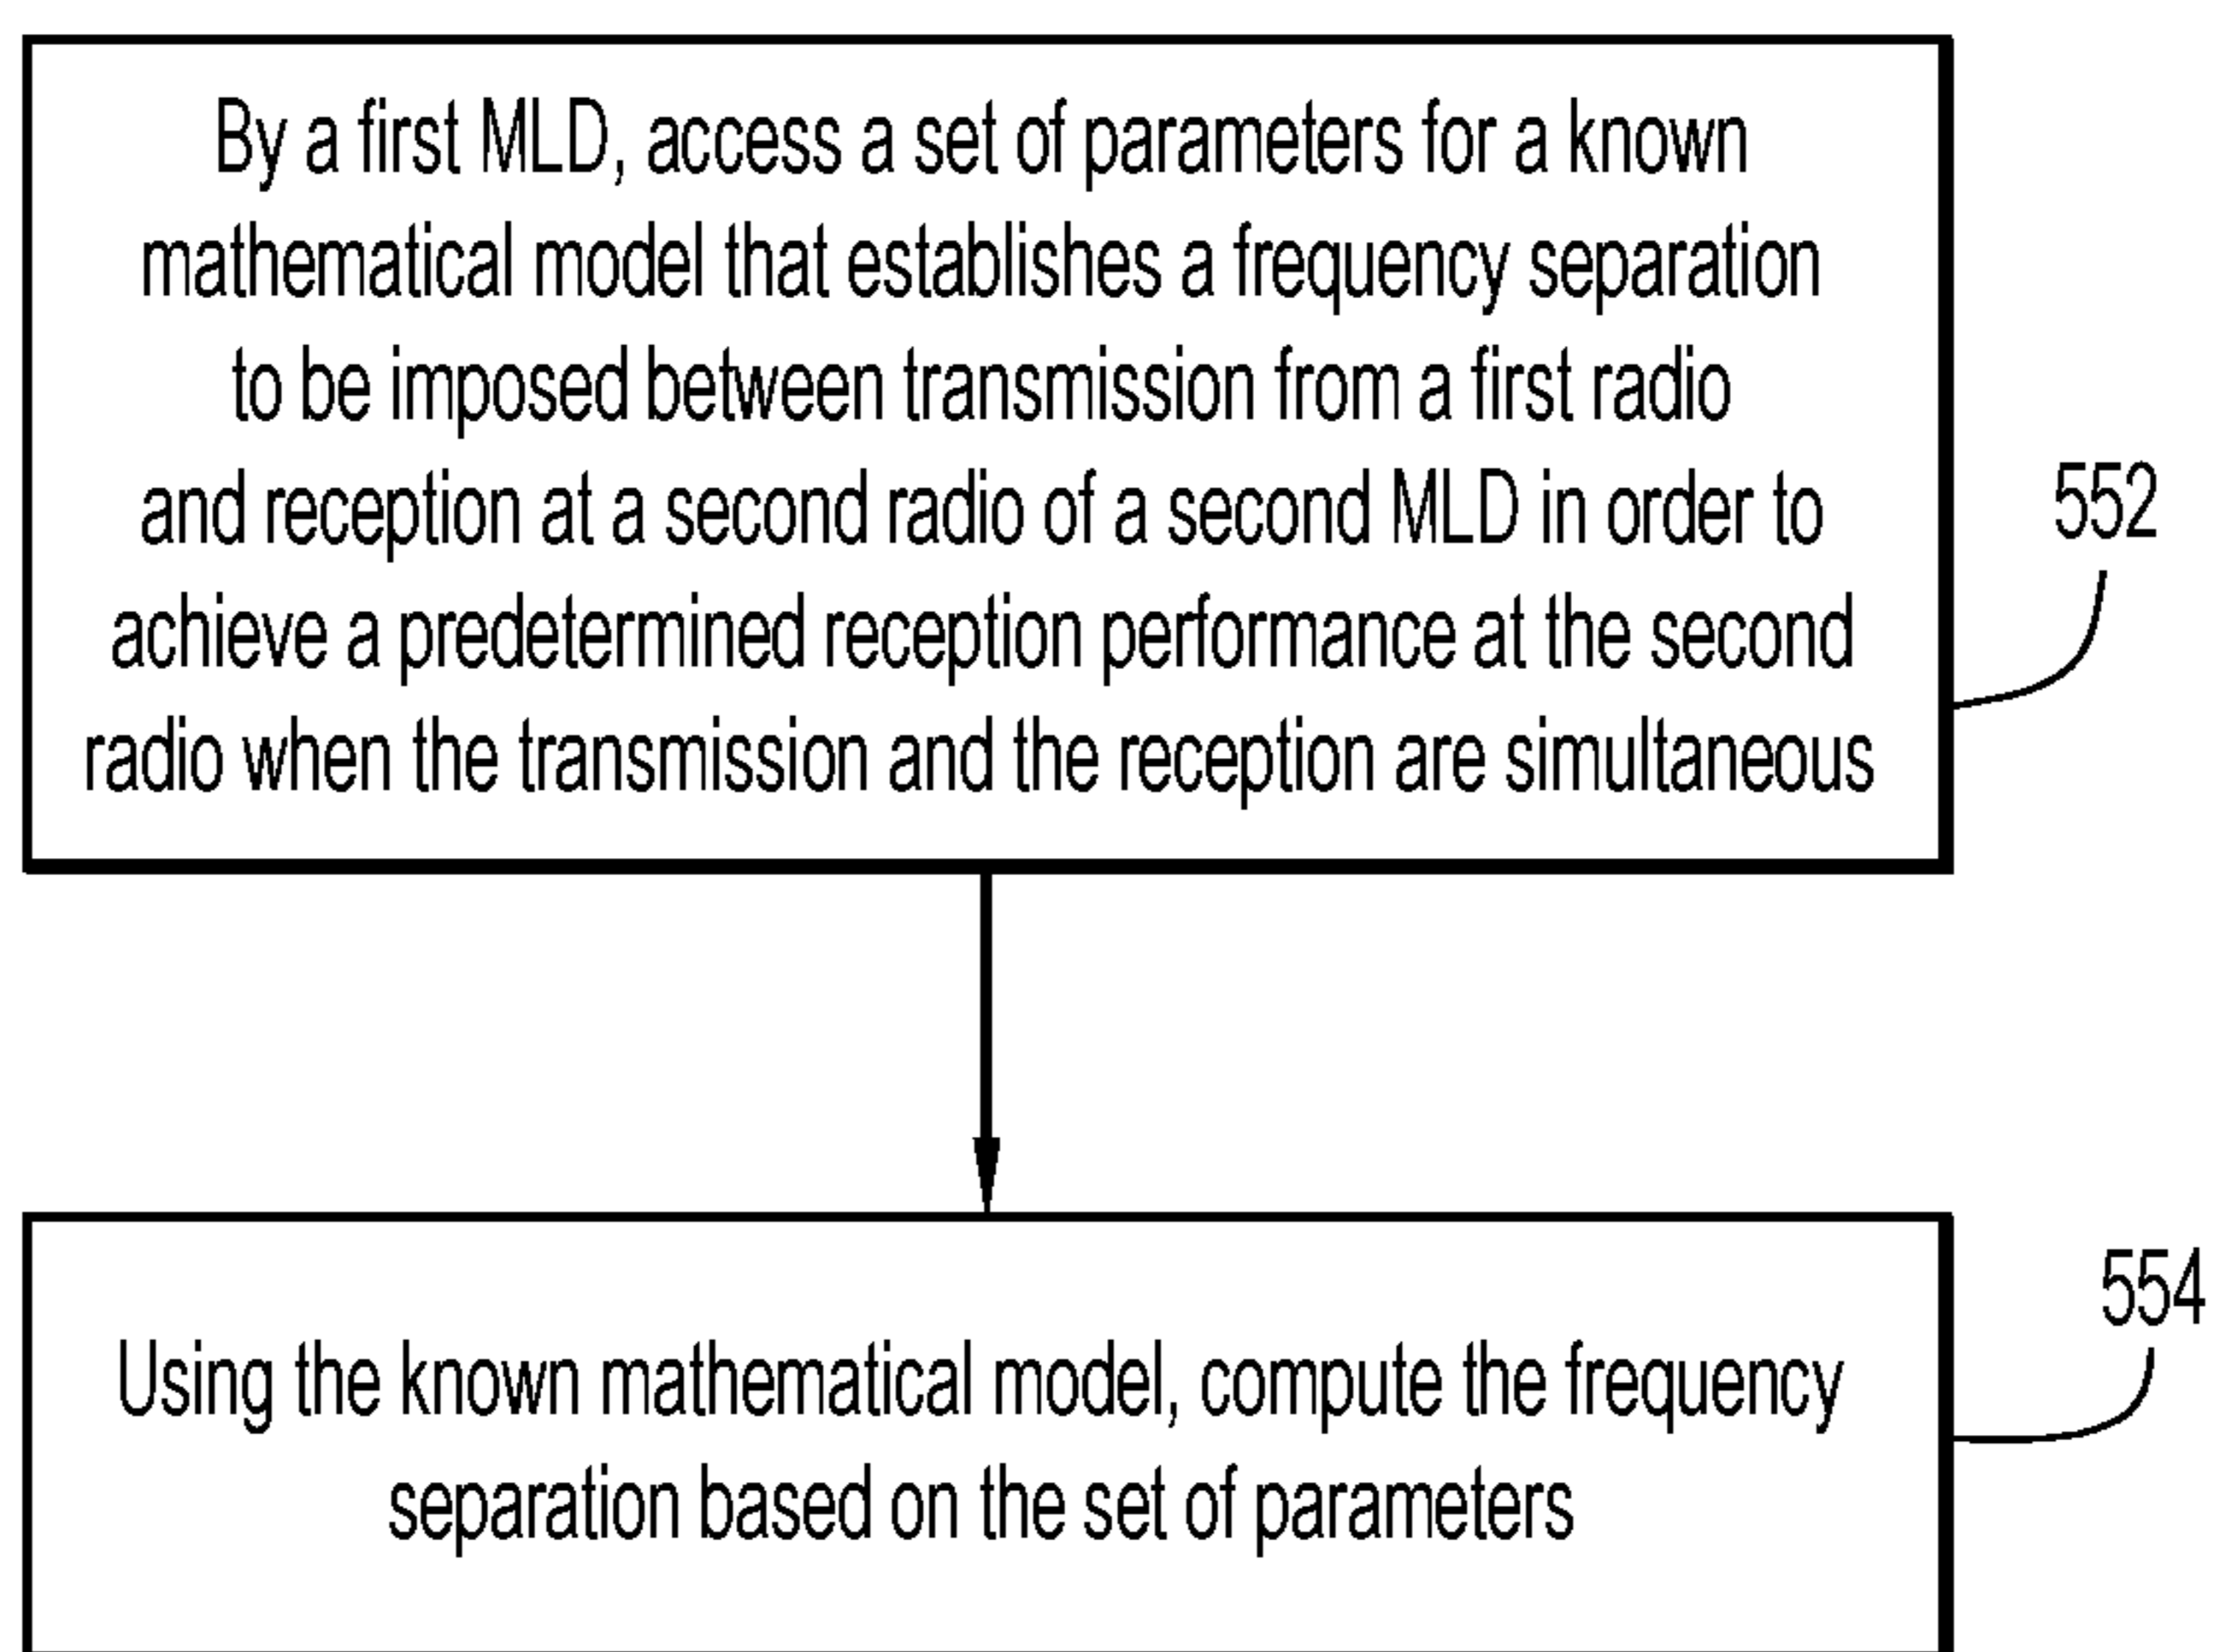 By a first MLD, access a set of parameters for a known
mathematical model that establishes a frequency separation
to be imposed between transmission from a first radio
and reception at a second radio of a second MLD in order to
achieve a predetermined reception performance at the second
radio when the transmission and the reception are simultaneous
552
Using the known mathematical model, compute the frequency
separation based on the set of parameters
554